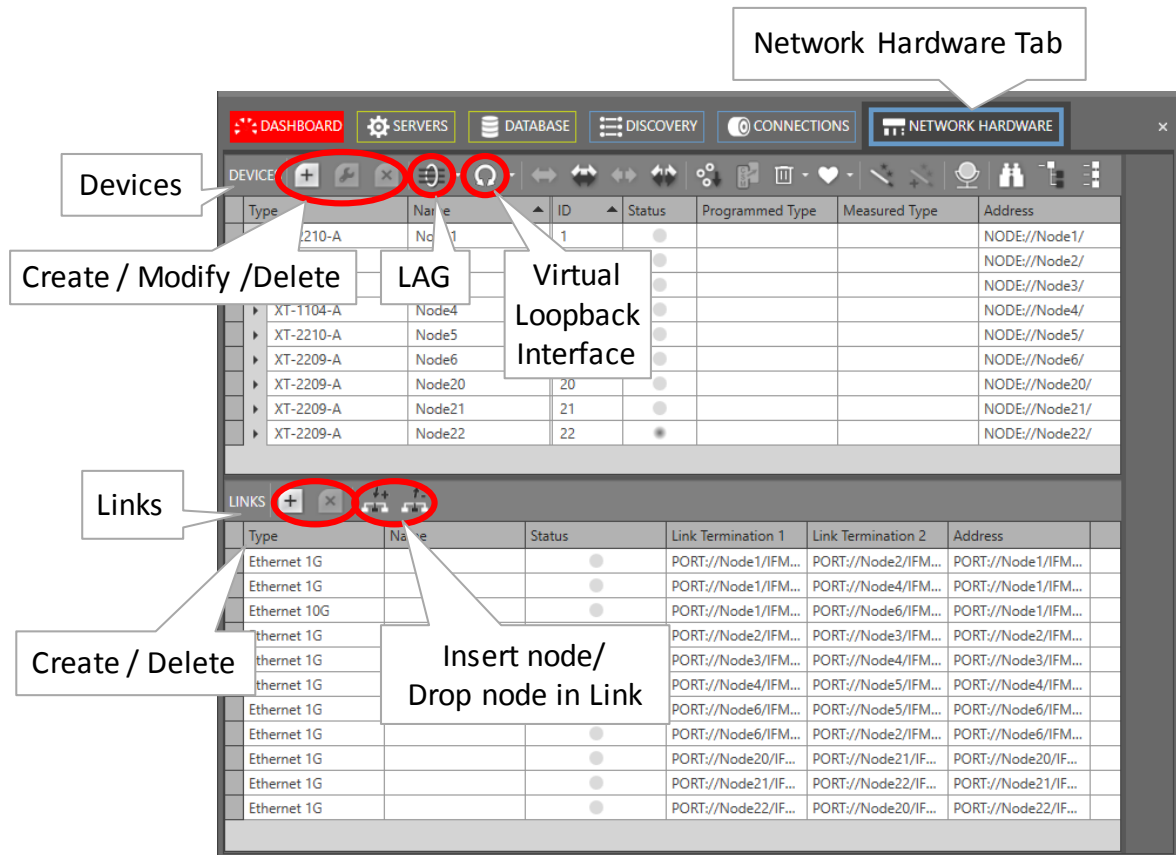 Network Hardware Tab
DASHBOARD SERVERS DATABASE DISCOVERY CONNECTIONS NETWORK HARDWARE ×
Devices
Type Name ID Status Programmed Type Measured Type Address
210-A 1 NODE://Node1/
Create / Modify /Delete
LAG
Virtual
Loopback
Interface
NODE://Node2/
NODE://Node3/
XT-1104-A Node4 NODE://Node4/
XT-2210-A Node5 NODE://Node5/
XT-2209-A Node6 NODE://Node6/
XT-2209-A Node20 20 NODE://Node20/
XT-2209-A Node21 21 NODE://Node21/
XT-2209-A Node22 22 NODE://Node22/
Links
LINKS
Type Status Link Termination 1 Link Termination 2 Address
Ethernet 1G PORT://Node1/IFM... PORT://Node2/IFM... PORT://Node1/IFM...
Ethernet 1G PORT://Node1/IFM... PORT://Node4/IFM... PORT://Node1/IFM...
Ethernet 10G PORT://Node1/IFM... PORT://Node6/IFM... PORT://Node1/IFM...
thernet 1G PORT://Node2/IFM... PORT://Node3/IFM... PORT://Node2/IFM...
Create / Delete
Insert node/
Drop node in Link
thernet 1G PORT://Node3/IFM... PORT://Node4/IFM... PORT://Node3/IFM...
thernet 1G PORT://Node4/IFM... PORT://Node5/IFM... PORT://Node4/IFM...
Ethernet 1G PORT://Node6/IFM... PORT://Node5/IFM... PORT://Node6/IFM...
Ethernet 1G PORT://Node6/IFM... PORT://Node2/IFM... PORT://Node6/IFM...
Ethernet 1G PORT://Node20/IF... PORT://Node21/IF... PORT://Node20/IF...
Ethernet 1G PORT://Node21/IF... PORT://Node22/IF... PORT://Node21/IF...
Ethernet 1G PORT://Node22/IF... PORT://Node20/IF... PORT://Node22/IF...